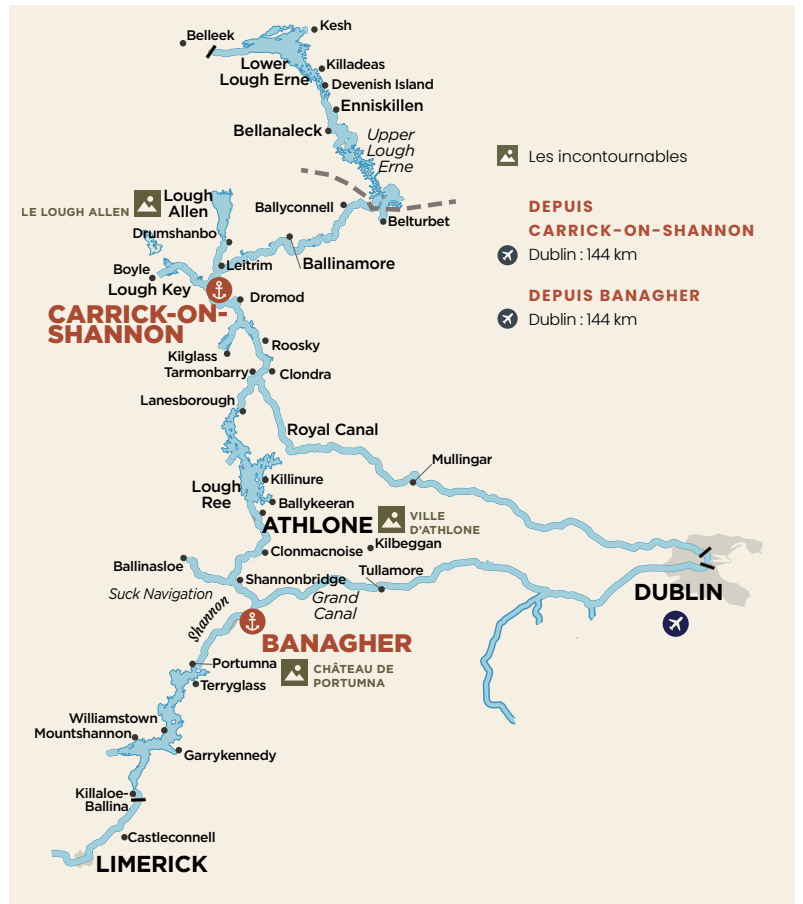 Belleek
Kesh
Lower
Lough Erne
Killadeas
Devenish Island
Enniskillen
Bellanaleck
Upper
Lough
Erne
Les incontournables
LE LOUGH ALLEN
Lough
Allen
Ballyconnell
Belturbet
DEPUIS
CARRICK-ON-SHANNON
Dublin : 144 km
Drumshanbo
Boyle
Leitrim
Ballinamore
Lough Key
DEPUIS BANAGHER
Dublin : 144 km
CARRICK-ON-
SHANNON
Dromod
Kilglass
Roosky
Tarmonbarry
Clondra
Lanesborough
Royal Canal
Mullingar
Lough
Ree
Killinure
Ballykeeran
ATHLONE
VILLE
D'ATHLONE
Clonmacnoise
Kilbeggan
Ballinasloe
Shannonbridge
Tullamore
Suck Navigation
Grand
Canal
DUBLIN
Shannon
BANAGHER
Portumna
CHÂTEAU DE
PORTUMNA
Terryglass
Williamstown
Mountshannon
Garrykennedy
Killaloe-
Ballina
Castleconnell
LIMERICK